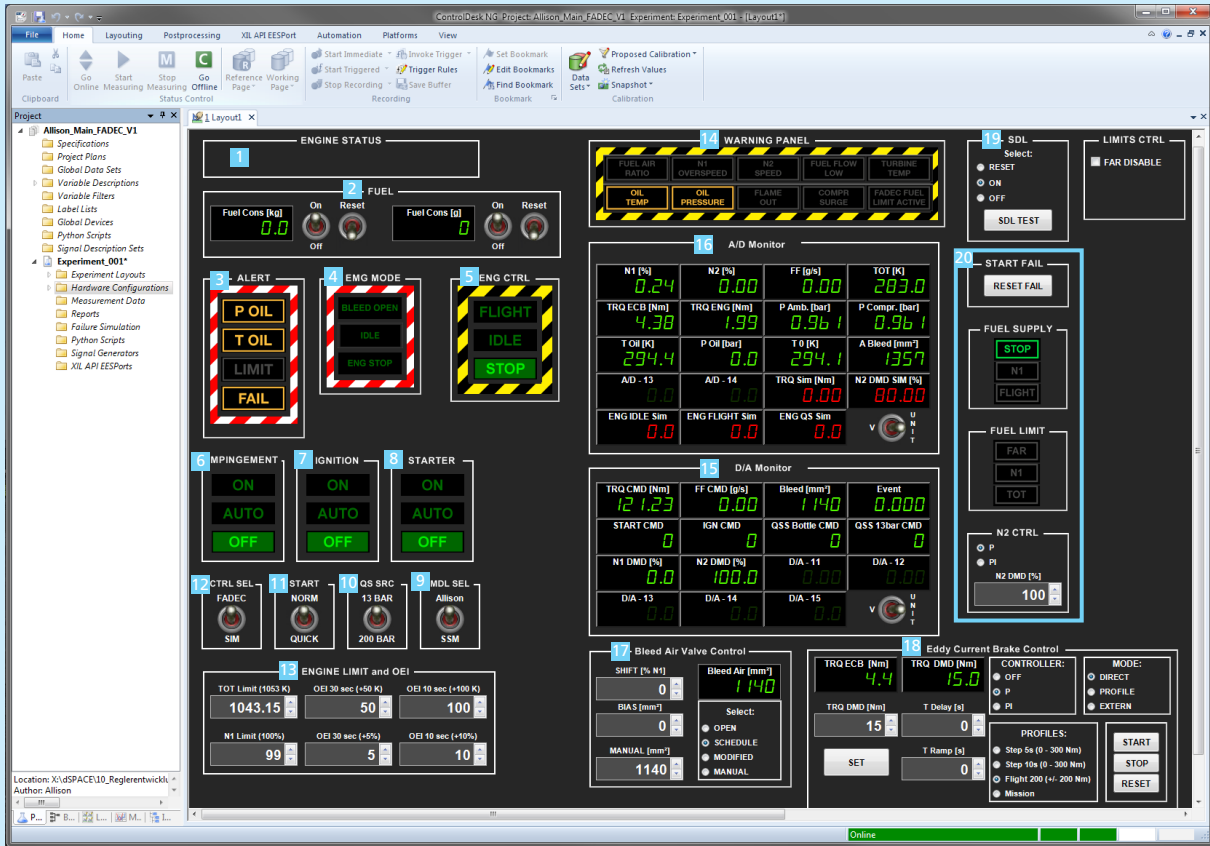 ControlDesk NG Project: Allison_Main_FADEC_V1 Experiment: Experiment_001 - [Layout1*]
File Home Layouting Postprocessing XIL API EESPort Automation Platforms View
Paste
Clipboard
Go Online
Start Measuring
Stop Measuring
Go Offline
Status Control
Reference Page
Working Page
Start Immediate
Start Triggered
Stop Recording
Invoke Trigger
Trigger Rules
Save Buffer
Recording
Set Bookmark
Edit Bookmarks
Find Bookmark
Bookmark
Data Sets
Proposed Calibration
Refresh Values
Snapshot
Calibration
Project
Allison_Main_FADEC_V1
Specifications
Project Plans
Global Data Sets
Variable Descriptions
Variable Filters
Label Lists
Global Devices
Python Scripts
Signal Description Sets
Experiment_001*
Experiment Layouts
Hardware Configurations
Measurement Data
Reports
Failure Simulation
Python Scripts
Signal Generators
XIL API EESPorts
Location: X:\dSPACE\10_Reglerentwicklu
Author: Allison
P... B... L... M... I...
1 Layout1
ENGINE STATUS
1
2 FUEL
Fuel Cons [kg]
0.0
On Reset
Off
Fuel Cons [g]
0
On Reset
Off
3 ALERT
P OIL
T OIL
LIMIT
FAIL
4 EMG MODE
BLEED OPEN
IDLE
ENG STOP
5 ENG CTRL
FLIGHT
IDLE
STOP
6 MPINGEMENT
ON
AUTO
OFF
7 IGNITION
ON
AUTO
OFF
8 STARTER
ON
AUTO
OFF
12 CTRL SEL
FADEC
SIM
11 START
NORM
QUICK
10 QS SRC
13 BAR
200 BAR
9 MDL SEL
Allison
SSM
13
ENGINE LIMIT and OEI
TOT Limit (1053 K) OEI 30 sec (+50 K) OEI 10 sec (+100 K)
1043.15 50 100
N1 Limit (100%) OEI 30 sec (+5%) OEI 10 sec (+10%)
99 5 10
14 WARNING PANEL
FUEL AIR RATIO
N1 OVERSPEED
N2 SPEED
FUEL FLOW LOW
TURBINE TEMP
OIL TEMP
OIL PRESSURE
FLAME OUT
COMPR SURGE
FADEC FUEL LIMIT ACTIVE
16 A/D Monitor
N1 [%] N2 [%] FF [g/s] TOT [K]
0.24 0.00 0.00 283.0
TRQ ECB [Nm] TRQ ENG [Nm] P Amb. [bar] P Compr. [bar]
4.38 1.99 0.961 0.961
T Oil [K] P Oil [bar] T 0 [K] A Bleed [mm²]
294.4 0.0 294.1 1357
A/D - 13 A/D - 14 TRQ Sim [Nm] N2 DMD SIM [%]
0.0 0.0 0.00 80.00
ENG IDLE Sim ENG FLIGHT Sim ENG QS Sim
0.0 0.0 0.0
V UNIT
15 D/A Monitor
TRQ CMD [Nm] FF CMD [g/s] Bleed [mm²] Event
121.23 0.00 1140 0.000
START CMD IGN CMD QSS Bottle CMD QSS 13bar CMD
0 0 0 0
N1 DMD [%] N2 DMD [%] D/A - 11 D/A - 12
0.0 100.0 0.00 0.00
D/A - 13 D/A - 14 D/A - 15
0.0 0.0 0.0
V UNIT
17 Bleed Air Valve Control
SHIFT [% N1]
0
BIAS [mm²]
0
MANUAL [mm²]
1140
Bleed Air [mm²]
1140
Select:
OPEN
SCHEDULE
MODIFIED
MANUAL
18 Eddy Current Brake Control
TRQ ECB [Nm] TRQ DMD [Nm]
4.4 15.0
TRQ DMD [Nm] T Delay [s]
15 0
SET
T Ramp [s]
0
CONTROLLER:
OFF
P
PI
MODE:
DIRECT
PROFILE
EXTERN
PROFILES:
Step 5s (0 - 300 Nm)
Step 10s (0 - 300 Nm)
Flight 200 (+/- 200 Nm)
Mission
START
STOP
RESET
19 SDL
Select:
RESET
ON
OFF
SDL TEST
LIMITS CTRL
FAR DISABLE
20 START FAIL
RESET FAIL
FUEL SUPPLY
STOP
N1
FLIGHT
FUEL LIMIT
FAR
N1
TOT
N2 CTRL
P
PI
N2 DMD [%]
100
Online